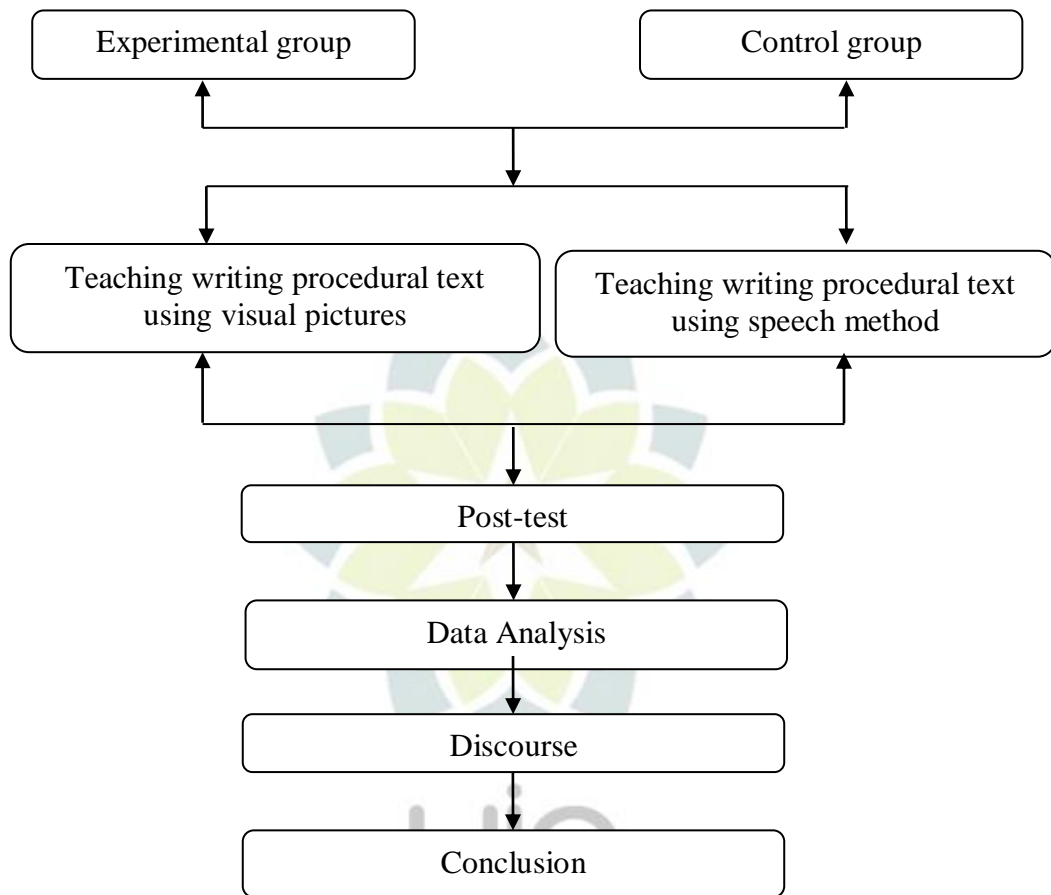 Experimental group
Control group
Teaching writing procedural text
using visual pictures
Teaching writing procedural text
using speech method
Post-test
Data Analysis
Discourse
Conclusion